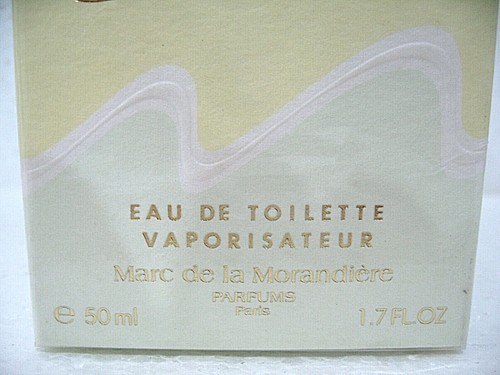 EAU DE TOILETTE
VAPORISATEUR
Marc de la Morandière
PARFUMS
Paris
℮ 50 ml 1.7 FL.OZ